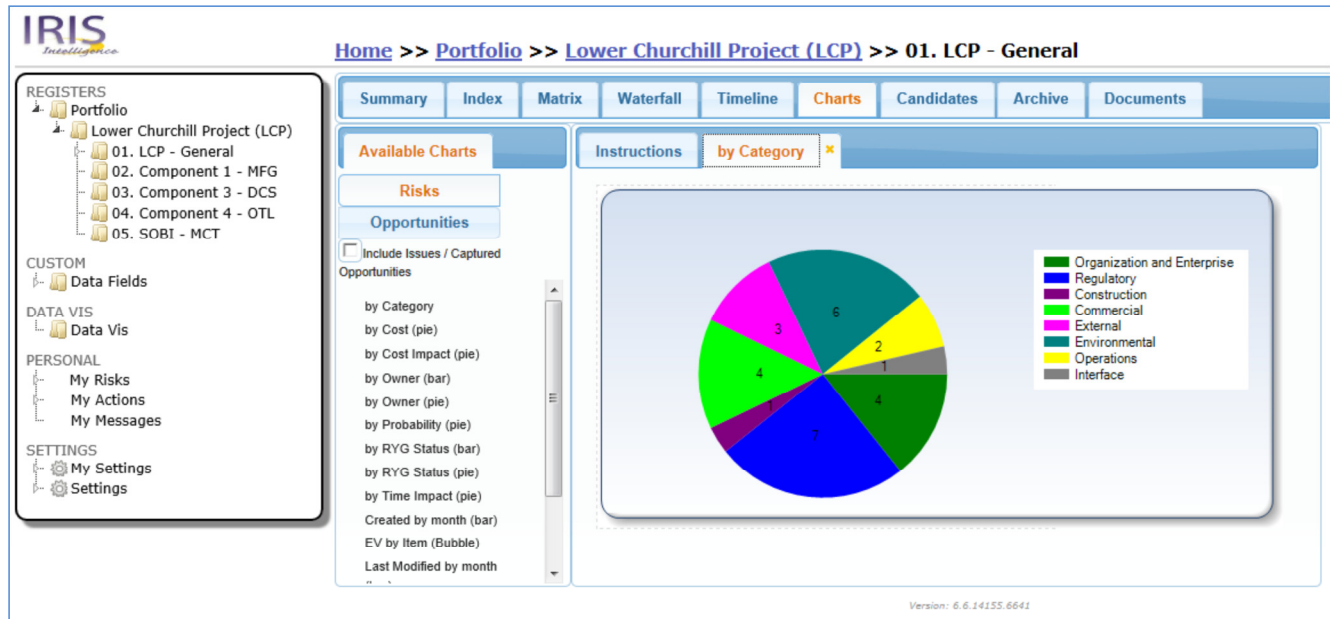 IRIS
Intelligence
Home >> Portfolio >> Lower Churchill Project (LCP) >> 01. LCP - General
REGISTERS
Portfolio
Lower Churchill Project (LCP)
01. LCP - General
02. Component 1 - MFG
03. Component 3 - DCS
04. Component 4 - OTL
05. SOBI - MCT
CUSTOM
Data Fields
DATA VIS
Data Vis
PERSONAL
My Risks
My Actions
My Messages
SETTINGS
My Settings
Settings
Summary Index Matrix Waterfall Timeline Charts Candidates Archive Documents
Available Charts
Risks
Opportunities
Include Issues / Captured
Opportunities
by Category
by Cost (pie)
by Cost Impact (pie)
by Owner (bar)
by Owner (pie)
by Probability (pie)
by RYG Status (bar)
by RYG Status (pie)
by Time Impact (pie)
Created by month (bar)
EV by Item (Bubble)
Last Modified by month
Instructions by Category
6
3
2
1
4
4
1
7
Organization and Enterprise
Regulatory
Construction
Commercial
External
Environmental
Operations
Interface
Version: 6.6.14155.6641